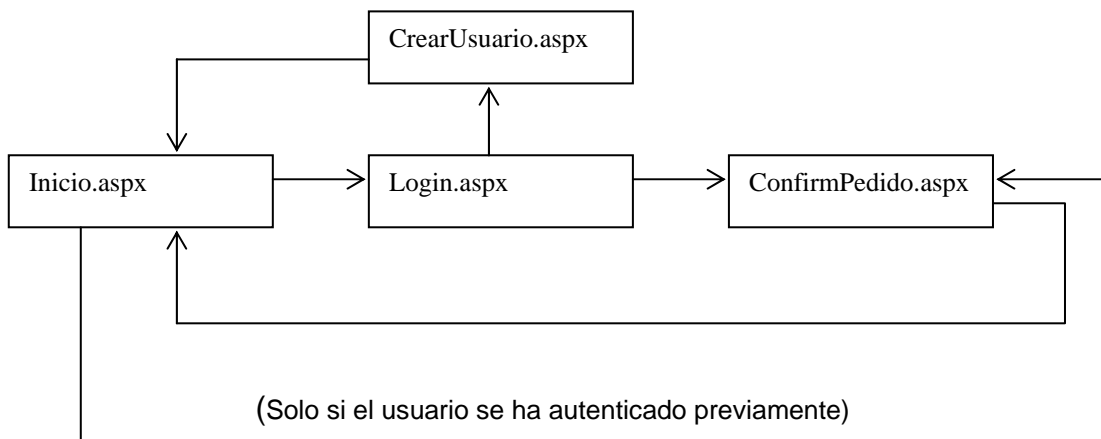 CrearUsuario.aspx
Inicio.aspx
Login.aspx
ConfirmPedido.aspx
(Solo si el usuario se ha autenticado previamente)